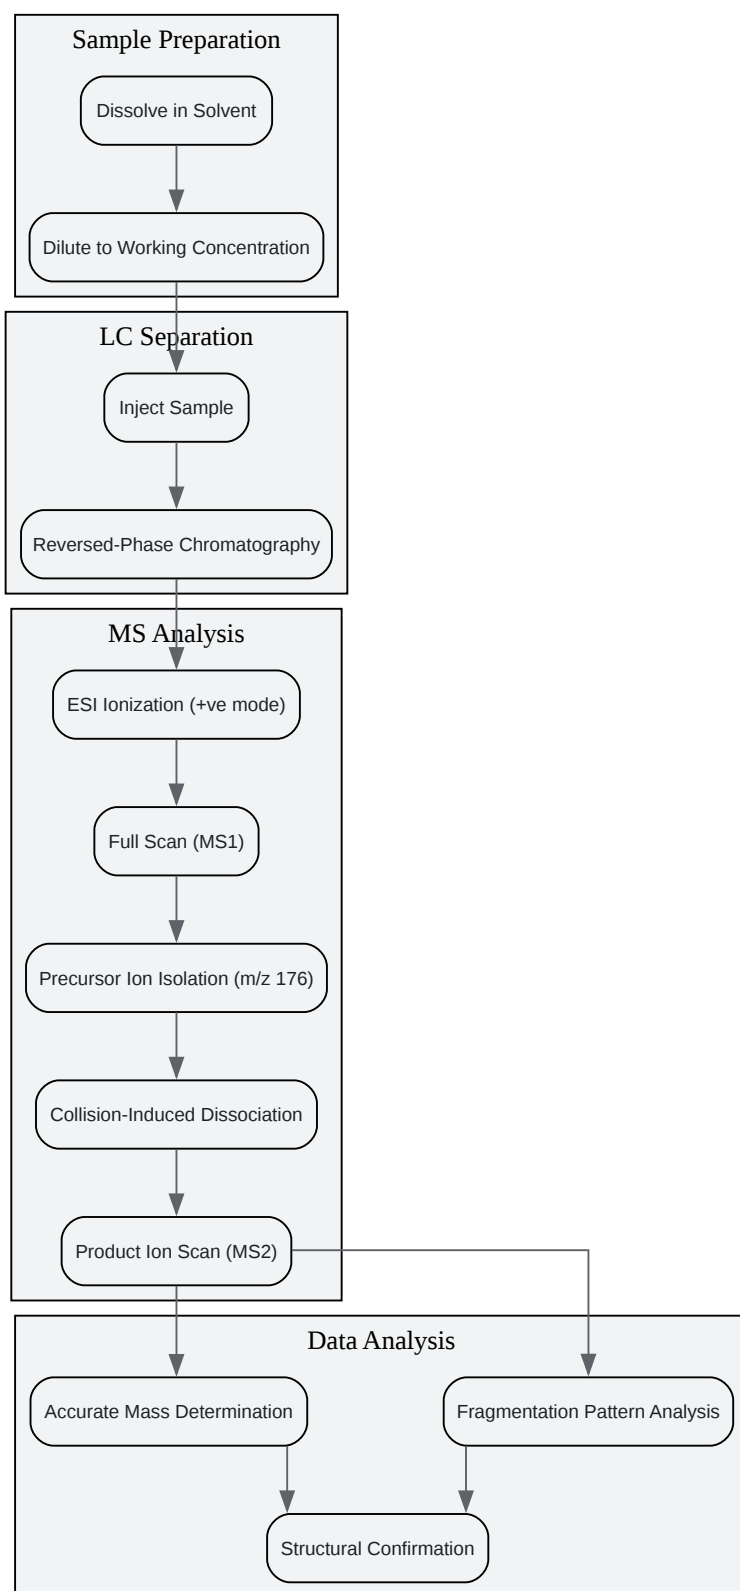 Sample Preparation
Dissolve in Solvent
Dilute to Working Concentration
LC Separation
Inject Sample
Reversed-Phase Chromatography
MS Analysis
ESI Ionization (+ve mode)
Full Scan (MS1)
Precursor Ion Isolation (m/z 176)
Collision-Induced Dissociation
Product Ion Scan (MS2)
Data Analysis
Accurate Mass Determination
Fragmentation Pattern Analysis
Structural Confirmation